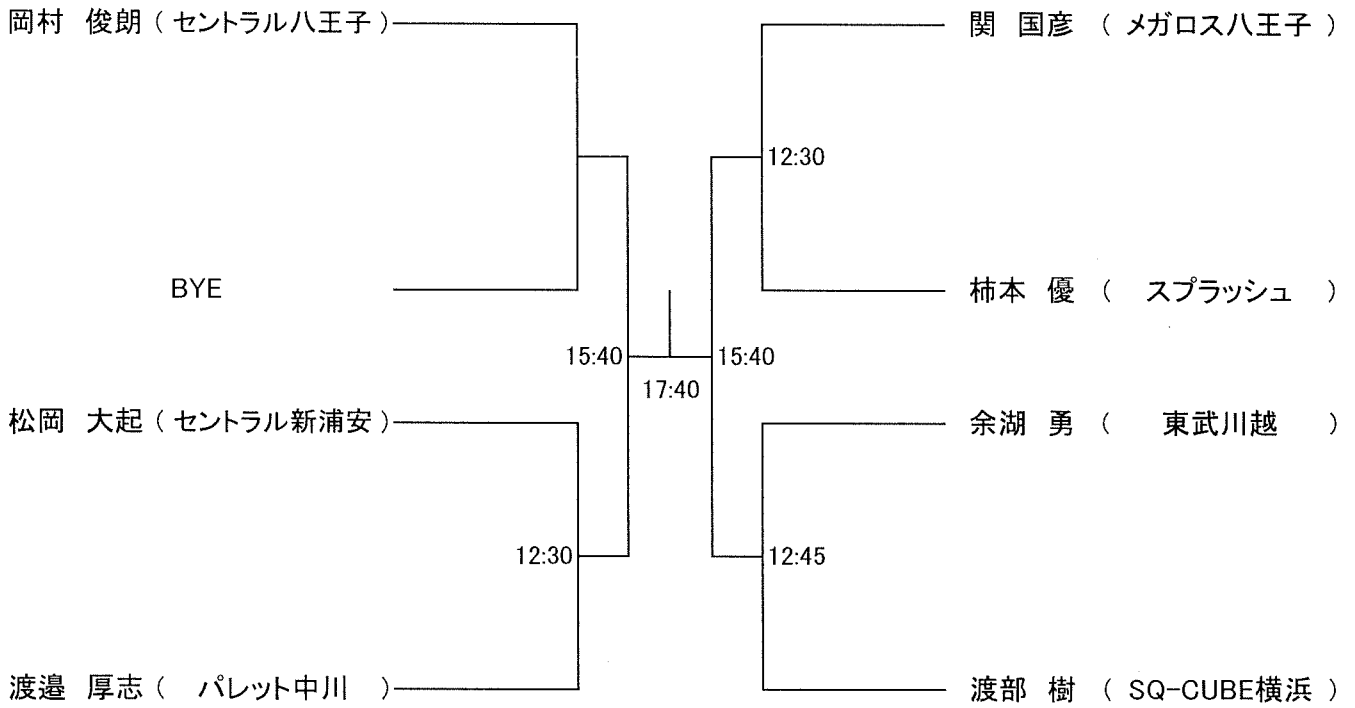 岡村 俊朗 ( セントラル八王子 )
関 国彦 ( メガロス八王子 )
12:30
BYE
柿本 優 ( スプラッシュ )
15:40
15:40
17:40
松岡 大起 ( セントラル新浦安 )
余湖 勇 ( 東武川越 )
12:30
12:45
渡邉 厚志 ( パレット中川 )
渡部 樹 ( SQ-CUBE横浜 )